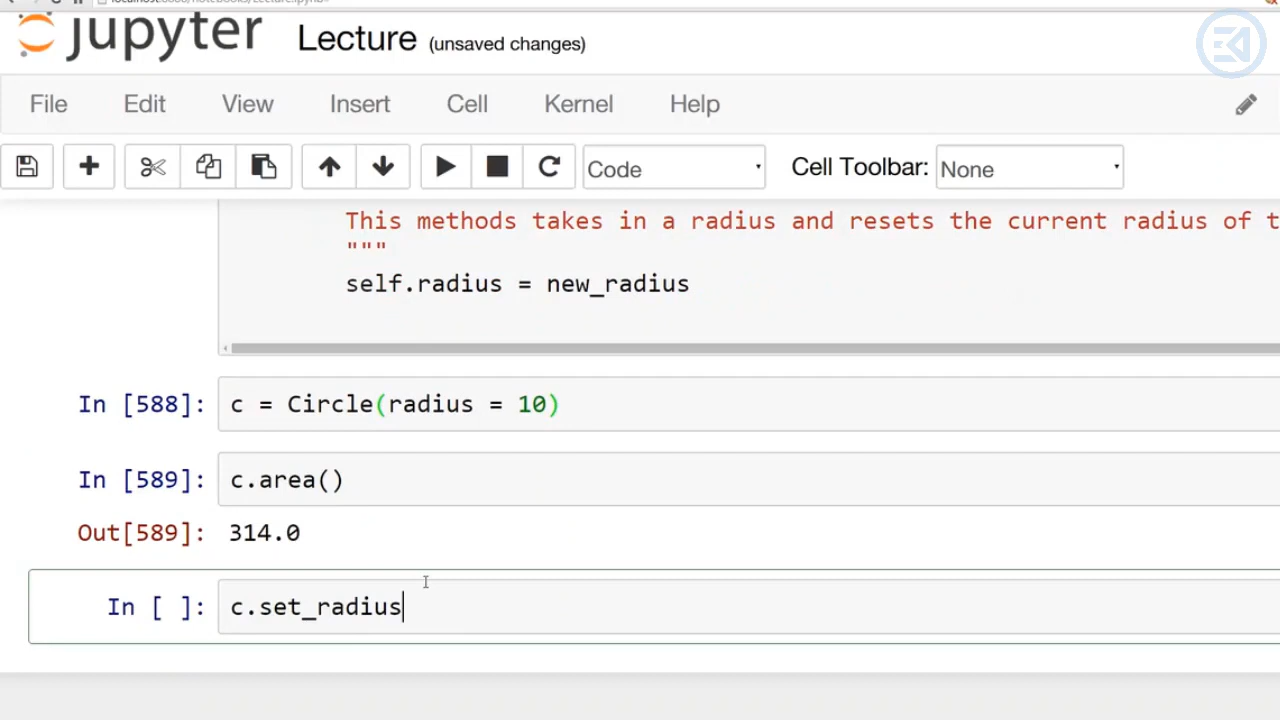 jupyter Lecture (unsaved changes)
File Edit View Insert Cell Kernel Help
Code Cell Toolbar: None
This methods takes in a radius and resets the current radius of t
"""
self.radius = new_radius
In [588]: c = Circle(radius = 10)
In [589]: c.area()
Out[589]: 314.0
In [ ]: c.set_radius